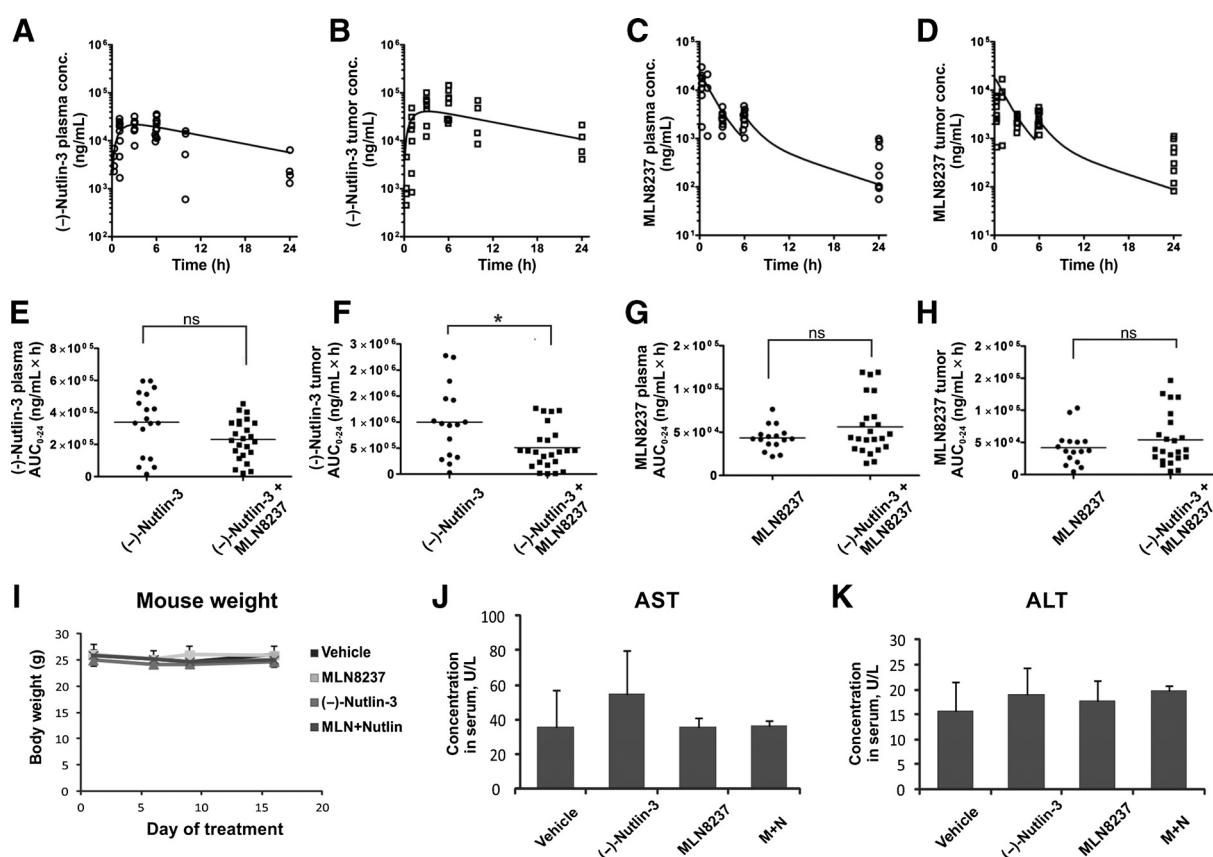 A
(−)-Nutlin-3 plasma conc.
(ng/mL)
10⁶
10⁵
10⁴
10³
10²
0 6 12 18 24
Time (h)
B
(−)-Nutlin-3 tumor conc.
(ng/mL)
10⁶
10⁵
10⁴
10³
10²
0 6 12 18 24
Time (h)
C
MLN8237 plasma conc.
(ng/mL)
10⁵
10⁴
10³
10²
10¹
0 6 12 18 24
Time (h)
D
MLN8237 tumor conc.
(ng/mL)
10⁵
10⁴
10³
10²
10¹
0 6 12 18 24
Time (h)
E
ns
(−)-Nutlin-3 plasma
AUC₀₋₂₄ (ng/mL × h)
8 × 10⁰⁵
6 × 10⁰⁵
4 × 10⁰⁵
2 × 10⁰⁵
0
(−)-Nutlin-3
(−)-Nutlin-3 +
MLN8237
F
*
(−)-Nutlin-3 tumor
AUC₀₋₂₄ (ng/mL × h)
3 × 10⁰⁶
3 × 10⁰⁶
2 × 10⁰⁶
2 × 10⁰⁶
1 × 10⁰⁶
5 × 10⁰⁵
0
(−)-Nutlin-3
(−)-Nutlin-3 +
MLN8237
G
ns
MLN8237 plasma
AUC₀₋₂₄ (ng/mL × h)
2 × 10⁰⁵
1 × 10⁰⁵
5 × 10⁰⁴
0
MLN8237
(−)-Nutlin-3 +
MLN8237
H
ns
MLN8237 tumor
AUC₀₋₂₄ (ng/mL × h)
2 × 10⁰⁵
1 × 10⁰⁵
5 × 10⁰⁴
0
MLN8237
(−)-Nutlin-3 +
MLN8237
I
Mouse weight
Body weight (g)
30
25
20
15
10
5
0
0 5 10 15 20
Day of treatment
Vehicle
MLN8237
(−)-Nutlin-3
MLN+Nutlin
J
AST
Concentration
in serum, U/L
100
80
60
40
20
0
Vehicle
(−)-Nutlin-3
MLN8237
M+N
K
ALT
Concentration
in serum, U/L
30
25
20
15
10
5
0
Vehicle
(−)-Nutlin-3
MLN8237
M+N